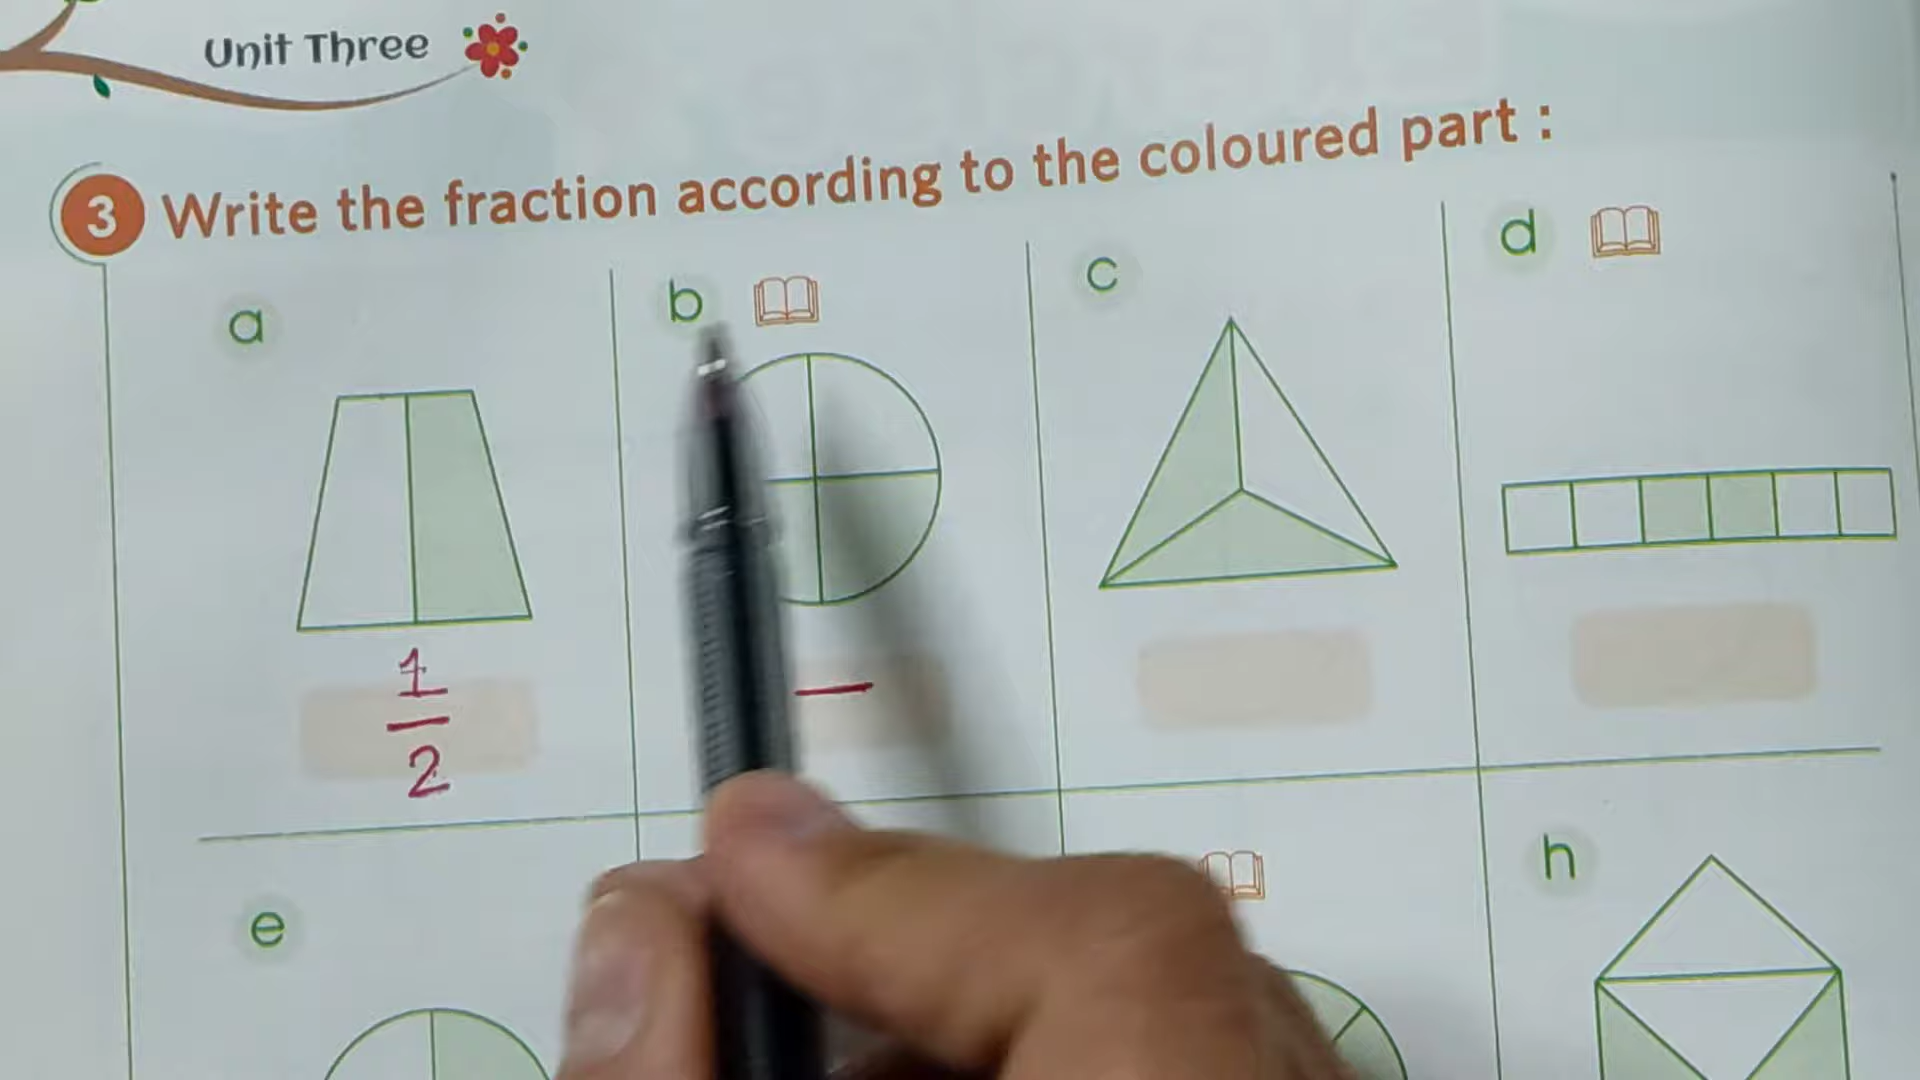 Unit Three
3 Write the fraction according to the coloured part :
a
b
c
d
1
2
e
h